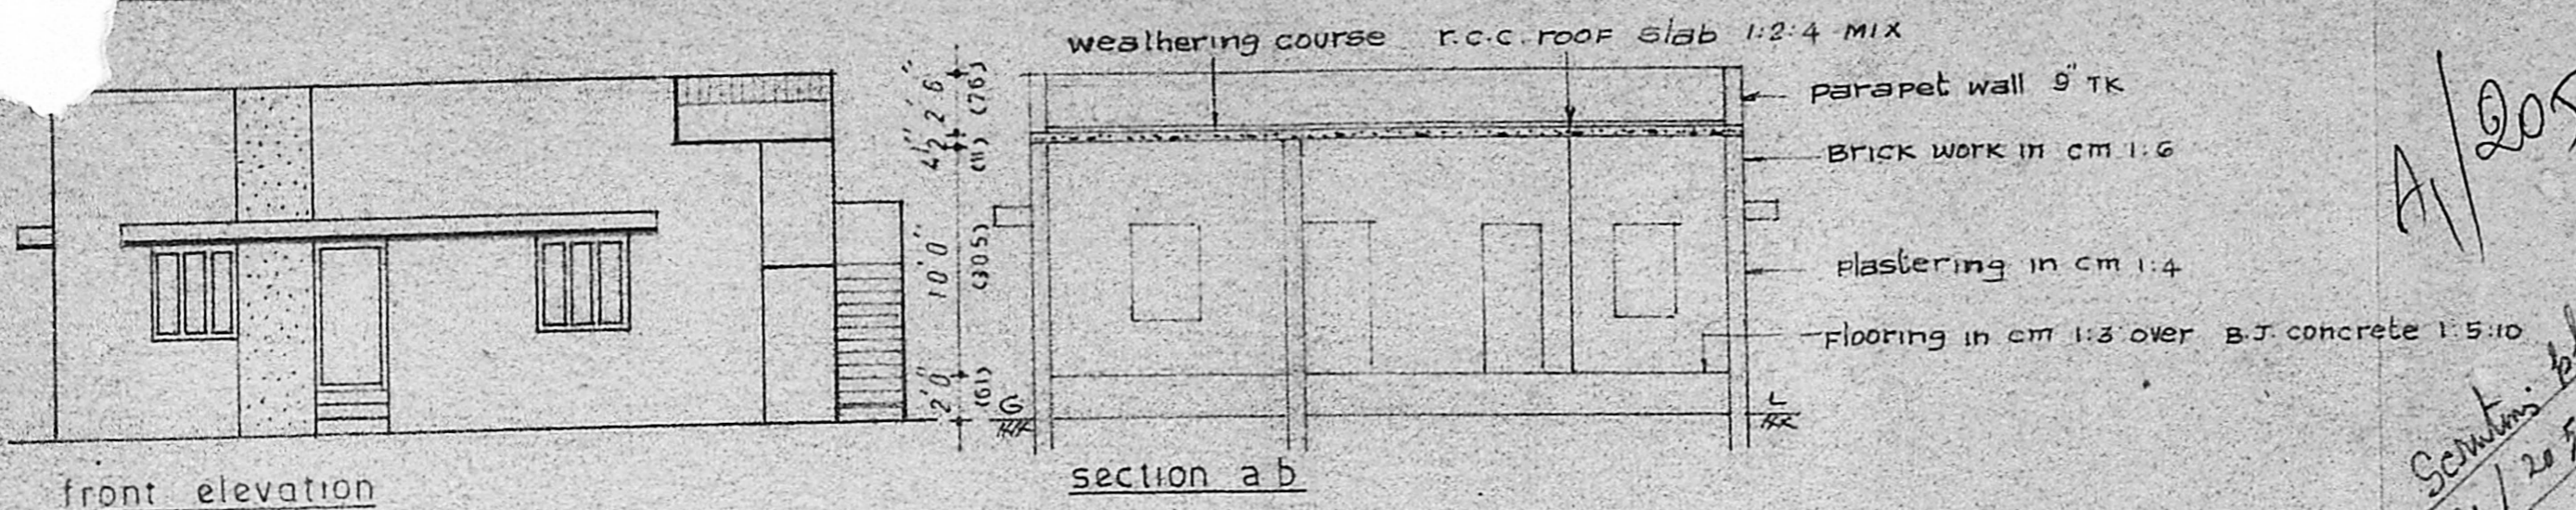 weathering course r.c.c. roof slab 1:2:4 MIX
parapet wall 9" TK
Brick work in cm 1:6
plastering in cm 1:4
Flooring in cm 1:3 over B.J. concrete 1:5:10
2'6"
(76)
4½"
(11)
10'0"
(305)
2'0"
(61)
G
L
front elevation
section a b
A1/205